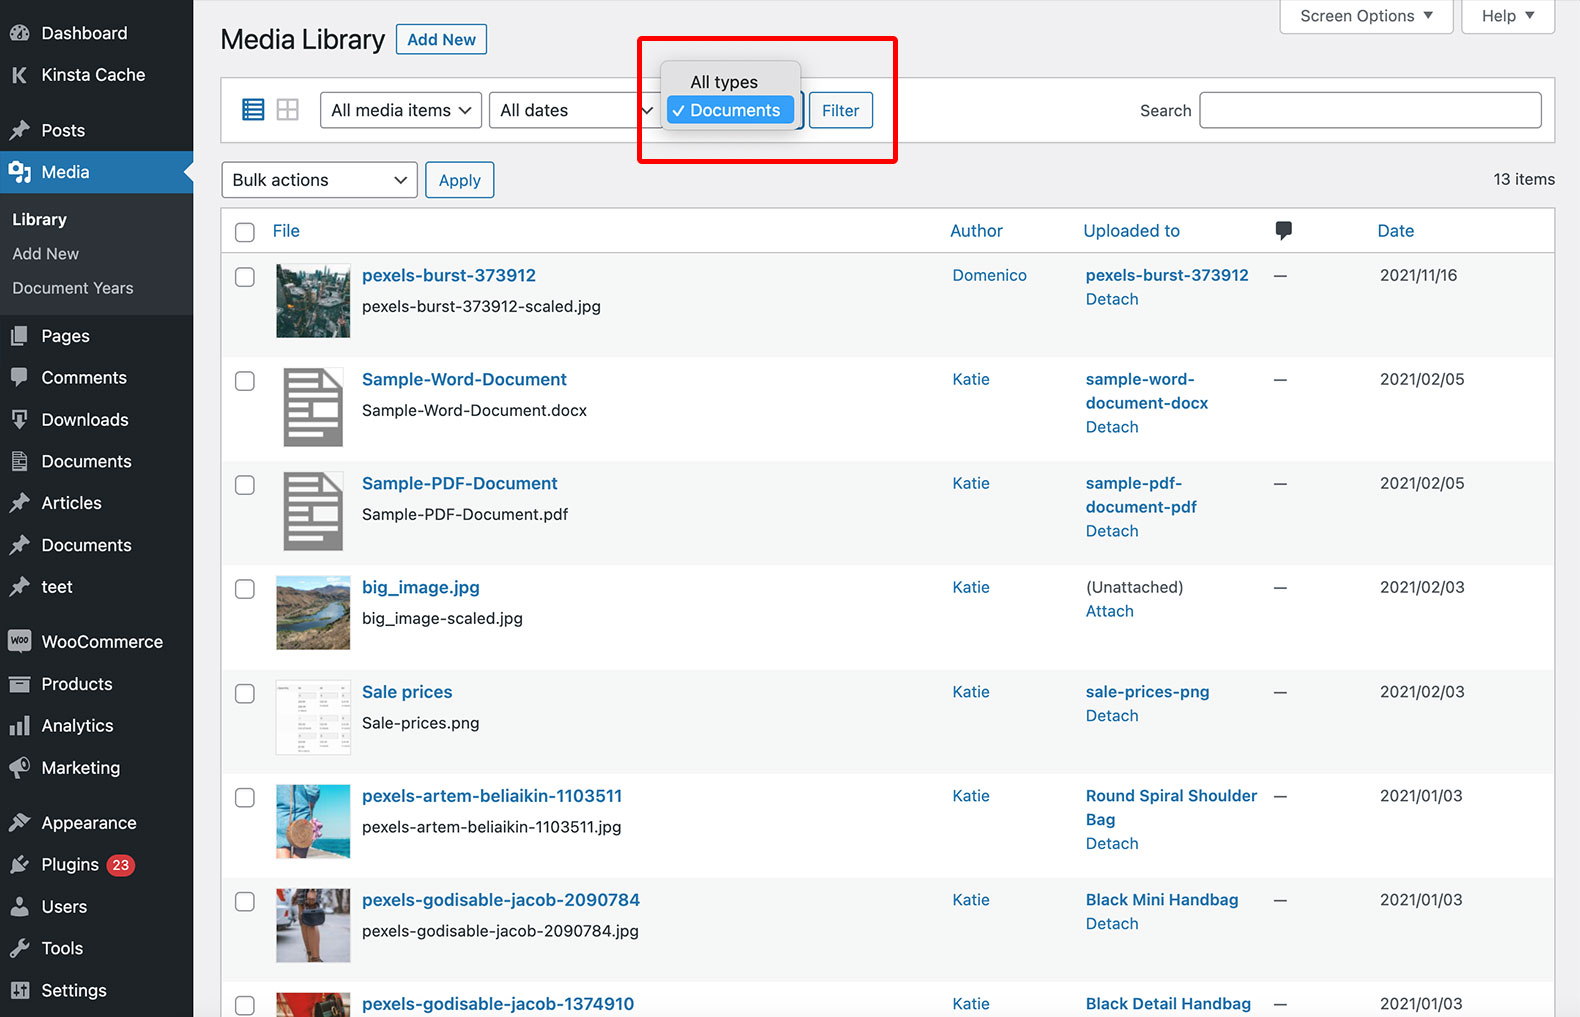 Dashboard
Kinsta Cache
Posts
Media
Library
Add New
Document Years
Pages
Comments
Downloads
Documents
Articles
Documents
teet
WooCommerce
Products
Analytics
Marketing
Appearance
Plugins 23
Users
Tools
Settings
Screen Options ▼ Help ▼
Media Library Add New
All media items All dates All types ✓ Documents Filter Search
Bulk actions Apply 13 items
File Author Uploaded to Date
pexels-burst-373912 Domenico pexels-burst-373912 — 2021/11/16
pexels-burst-373912-scaled.jpg Detach
Sample-Word-Document Katie sample-word- — 2021/02/05
Sample-Word-Document.docx document-docx
Detach
Sample-PDF-Document Katie sample-pdf- — 2021/02/05
Sample-PDF-Document.pdf document-pdf
Detach
big_image.jpg Katie (Unattached) — 2021/02/03
big_image-scaled.jpg Attach
Sale prices Katie sale-prices-png — 2021/02/03
Sale-prices.png Detach
pexels-artem-beliaikin-1103511 Katie Round Spiral Shoulder — 2021/01/03
pexels-artem-beliaikin-1103511.jpg Bag
Detach
pexels-godisable-jacob-2090784 Katie Black Mini Handbag — 2021/01/03
pexels-godisable-jacob-2090784.jpg Detach
pexels-godisable-jacob-1374910 Katie Black Detail Handbag — 2021/01/03